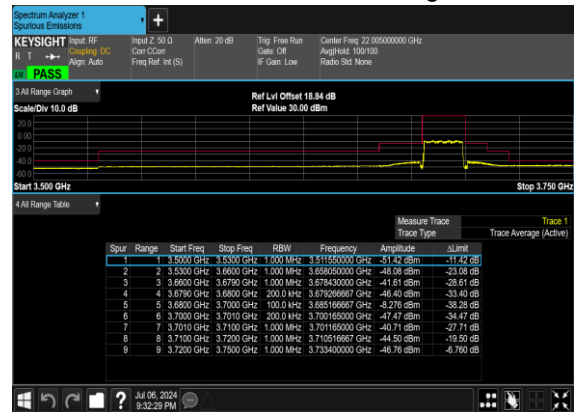 Spectrum Analyzer 1
Spurious Emissions
KEYSIGHT Input: RF Input Z: 50 Ω Atten: 20 dB Trig: Free Run Center Freq: 22.005000000 GHz
R T Coupling: DC Corr CCorr Gate: Off Avg|Hold: 100/100
Align: Auto Freq Ref: Int (S) IF Gain: Low Radio Std: None
LXI PASS
3 All Range Graph
Ref Lvl Offset 18.84 dB
Scale/Div 10.0 dB Ref Value 30.00 dBm
20.0
0.00
-20.0
-40.0
-60.0
Start 3.500 GHz Stop 3.750 GHz
4 All Range Table
Measure Trace Trace 1
Trace Type Trace Average (Active)
Spur Range Start Freq Stop Freq RBW Frequency Amplitude ΔLimit
1 1 3.5000 GHz 3.5300 GHz 1.000 MHz 3.511550000 GHz -51.42 dBm -11.42 dB
2 2 3.5300 GHz 3.6600 GHz 1.000 MHz 3.658050000 GHz -48.08 dBm -23.08 dB
3 3 3.6600 GHz 3.6790 GHz 1.000 MHz 3.678430000 GHz -41.61 dBm -28.61 dB
4 4 3.6790 GHz 3.6800 GHz 200.0 kHz 3.679266667 GHz -46.40 dBm -33.40 dB
5 5 3.6800 GHz 3.7000 GHz 100.0 kHz 3.685166667 GHz -8.276 dBm -38.28 dB
6 6 3.7000 GHz 3.7010 GHz 200.0 kHz 3.700165000 GHz -47.47 dBm -34.47 dB
7 7 3.7010 GHz 3.7100 GHz 1.000 MHz 3.701165000 GHz -40.71 dBm -27.71 dB
8 8 3.7100 GHz 3.7200 GHz 1.000 MHz 3.710516667 GHz -44.50 dBm -19.50 dB
9 9 3.7200 GHz 3.7500 GHz 1.000 MHz 3.733400000 GHz -46.76 dBm -6.760 dB
? Jul 06, 2024
9:32:29 PM